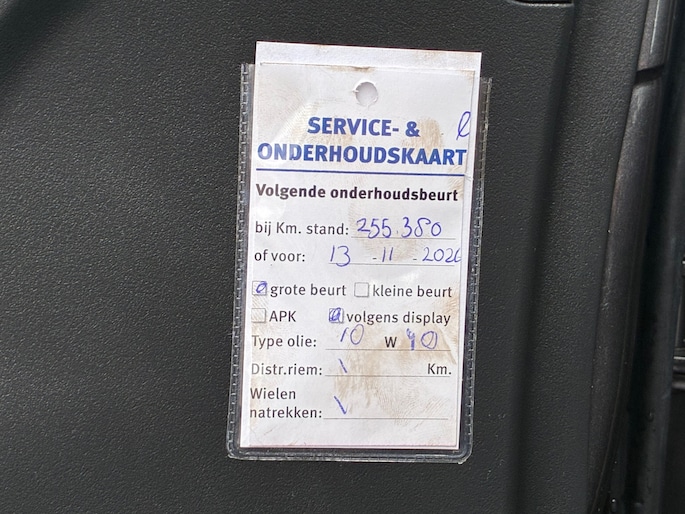 SERVICE- &
ONDERHOUDSKAART
Volgende onderhoudsbeurt
bij Km. stand: 255.380
of voor: 13 - 11 - 2026
grote beurt kleine beurt
APK volgens display
Type olie: 10 W 40
Distr.riem: \ Km.
Wielen
natrekken: \